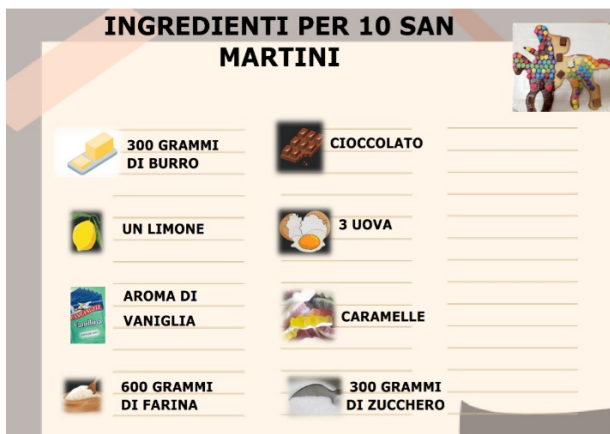 INGREDIENTI PER 10 SAN
MARTINI
300 GRAMMI
DI BURRO
UN LIMONE
AROMA DI
VANIGLIA
600 GRAMMI
DI FARINA
CIOCCOLATO
3 UOVA
CARAMELLE
300 GRAMMI
DI ZUCCHERO